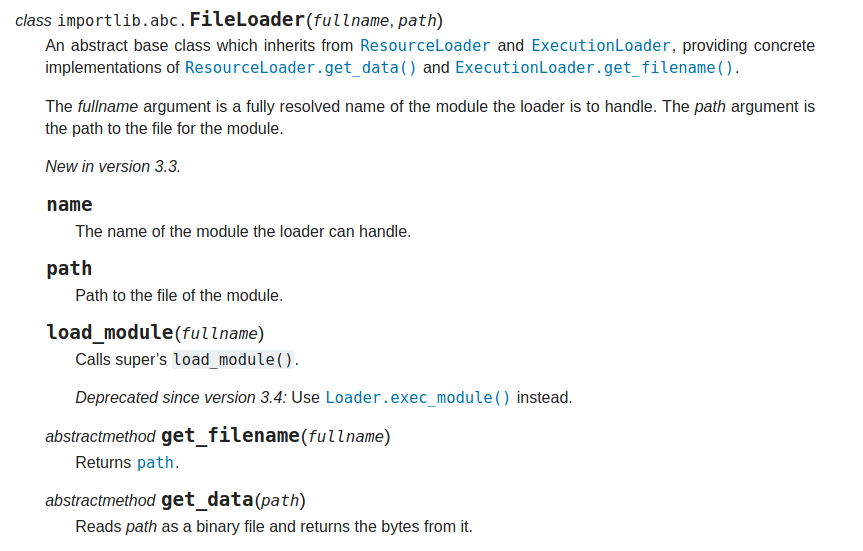 class importlib.abc.FileLoader(fullname, path)
An abstract base class which inherits from ResourceLoader and ExecutionLoader, providing concrete
implementations of ResourceLoader.get_data() and ExecutionLoader.get_filename().
The fullname argument is a fully resolved name of the module the loader is to handle. The path argument is
the path to the file for the module.
New in version 3.3.
name
The name of the module the loader can handle.
path
Path to the file of the module.
load_module(fullname)
Calls super’s load_module().
Deprecated since version 3.4: Use Loader.exec_module() instead.
abstractmethod get_filename(fullname)
Returns path.
abstractmethod get_data(path)
Reads path as a binary file and returns the bytes from it.